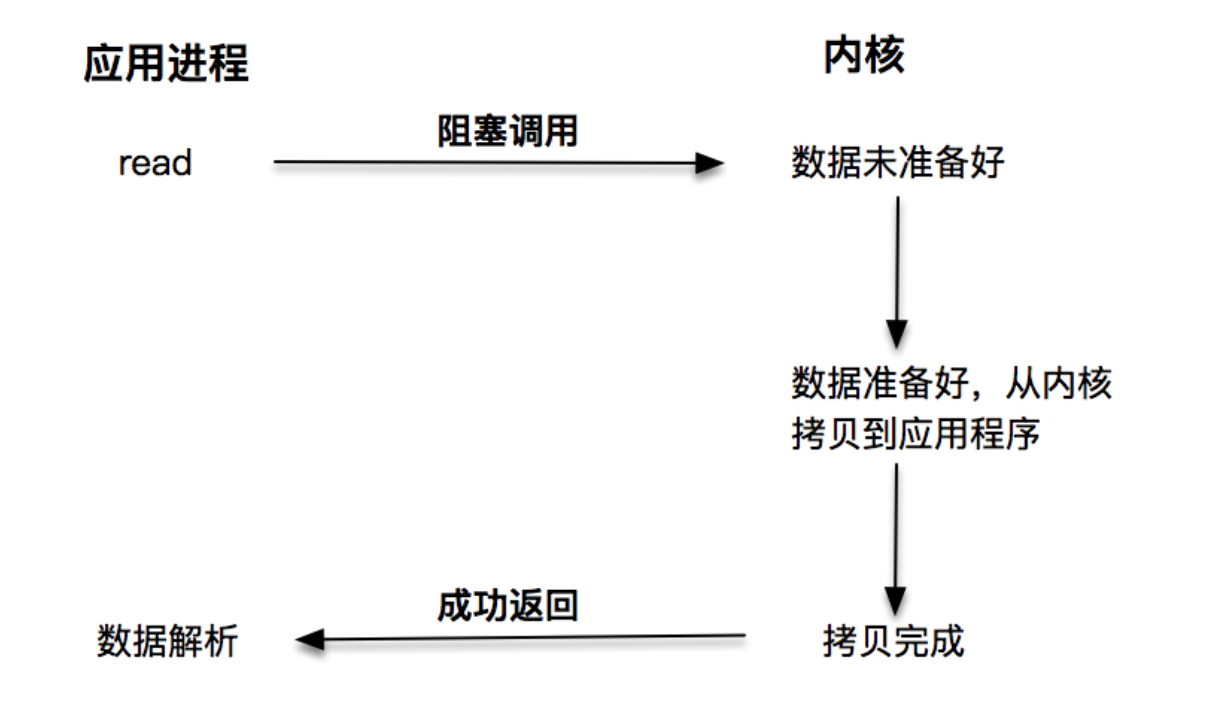 应用进程
内核
阻塞调用
read
数据未准备好
数据准备好，从内核
拷贝到应用程序
成功返回
数据解析
拷贝完成